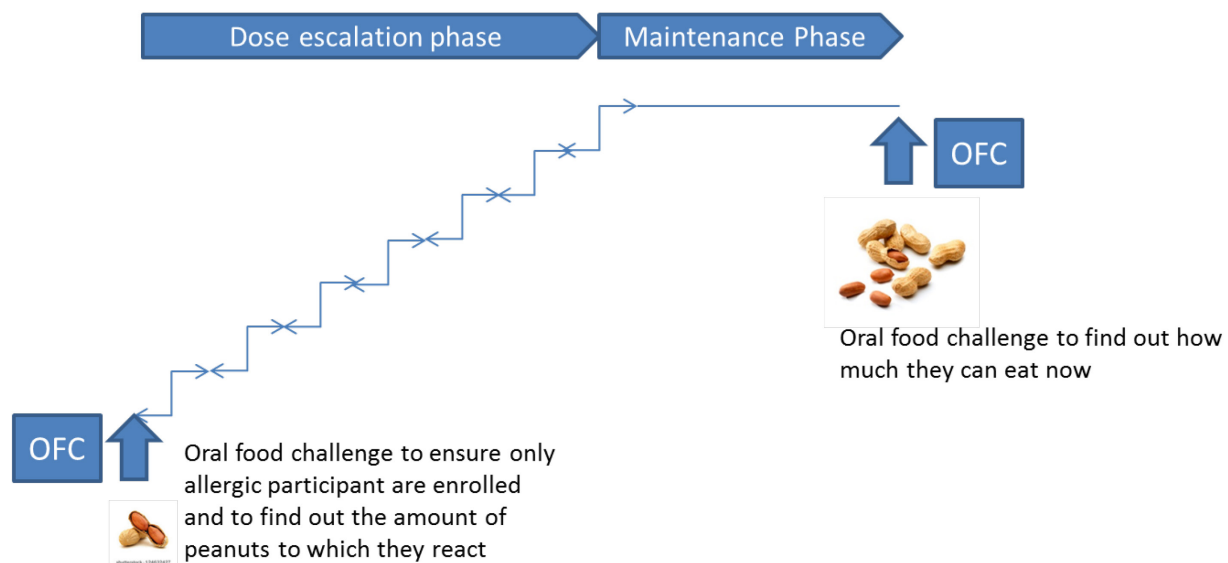 Dose escalation phase
Maintenance Phase
OFC
Oral food challenge to find out how
much they can eat now
OFC
Oral food challenge to ensure only
allergic participant are enrolled
and to find out the amount of
peanuts to which they react